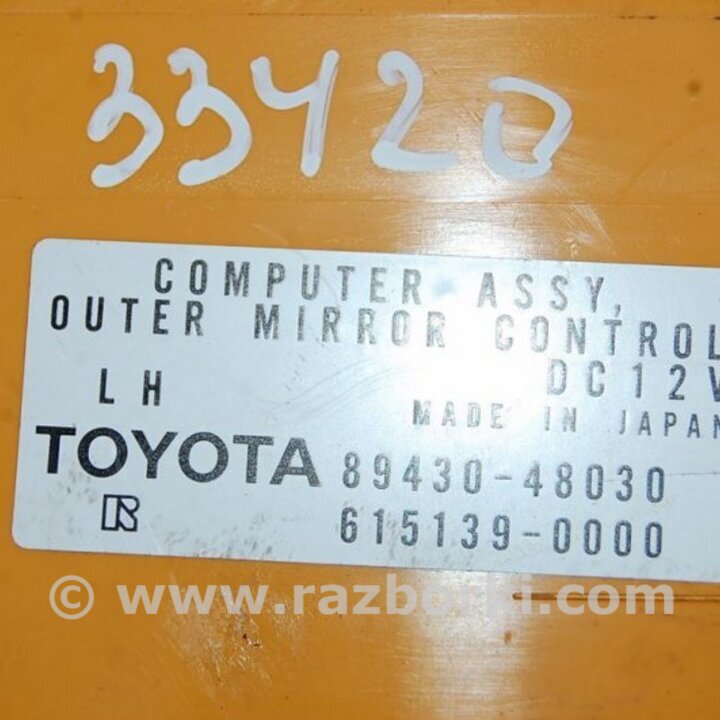 33420
COMPUTER ASSY,
OUTER MIRROR CONTROL
LH DC12V
MADE IN JAPAN
TOYOTA 89430-48030
R 615139-0000
© www.razborki.com